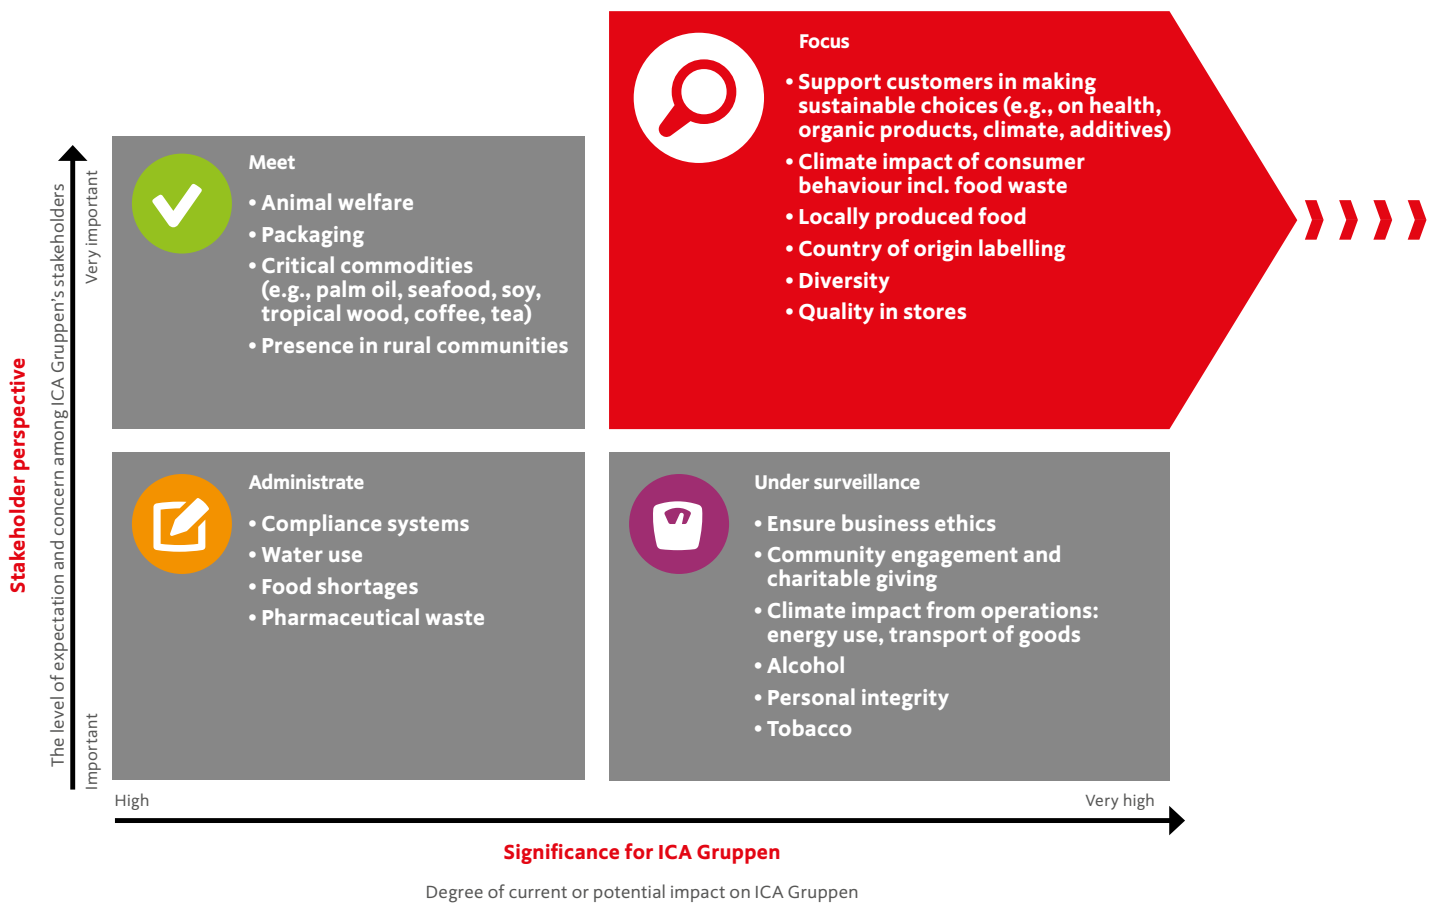 Focus
• Support customers in making
sustainable choices (e.g., on health,
organic products, climate, additives)
• Climate impact of consumer
behaviour incl. food waste
• Locally produced food
• Country of origin labelling
• Diversity
• Quality in stores
Meet
• Animal welfare
• Packaging
• Critical commodities
(e.g., palm oil, seafood, soy,
tropical wood, coffee, tea)
• Presence in rural communities
Stakeholder perspective
The level of expectation and concern among ICA Gruppen's stakeholders
Very important
Important
Administrate
• Compliance systems
• Water use
• Food shortages
• Pharmaceutical waste
Under surveillance
• Ensure business ethics
• Community engagement and
charitable giving
• Climate impact from operations:
energy use, transport of goods
• Alcohol
• Personal integrity
• Tobacco
High
Very high
Significance for ICA Gruppen
Degree of current or potential impact on ICA Gruppen